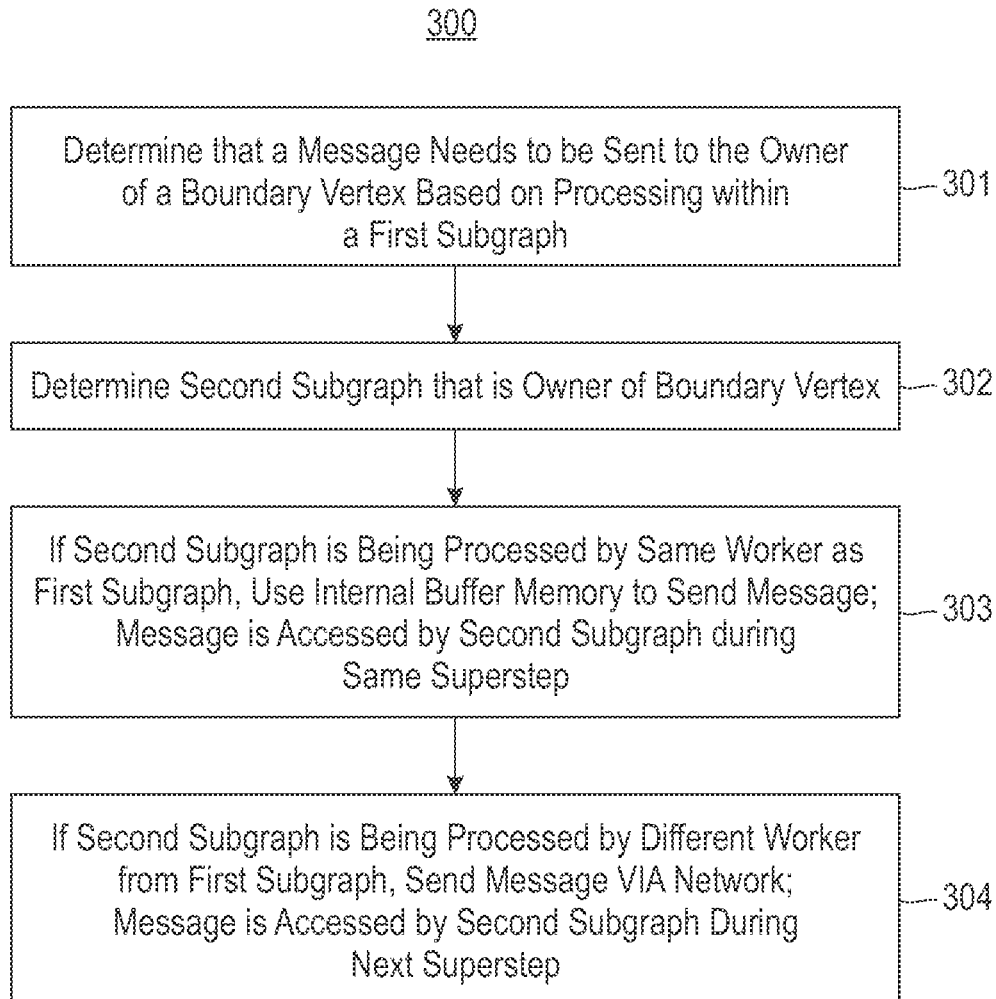 300
Determine that a Message Needs to be Sent to the Owner
of a Boundary Vertex Based on Processing within
a First Subgraph
301
Determine Second Subgraph that is Owner of Boundary Vertex
302
If Second Subgraph is Being Processed by Same Worker as
First Subgraph, Use Internal Buffer Memory to Send Message;
Message is Accessed by Second Subgraph during
Same Superstep
303
If Second Subgraph is Being Processed by Different Worker
from First Subgraph, Send Message VIA Network;
Message is Accessed by Second Subgraph During
Next Superstep
304